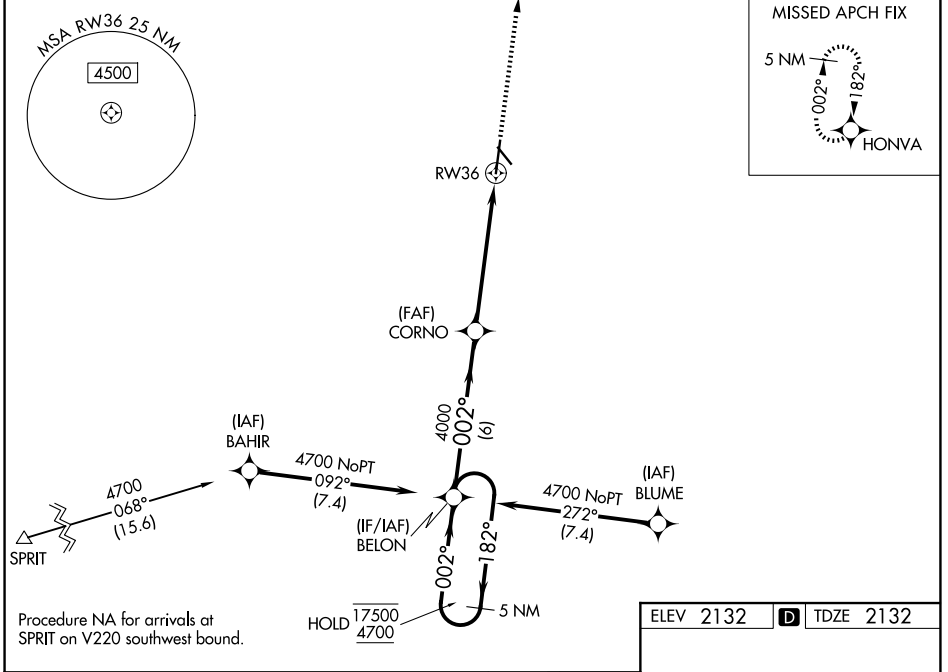 MSA RW36 25 NM
4500
MISSED APCH FIX
5 NM
002°
182°
HONVA
RW36
(FAF)
CORNO
4000
002°
(6)
(IAF)
BAHIR
4700 NoPT
092°
(7.4)
4700
068°
(15.6)
SPRIT
(IF/IAF)
BELON
(IAF)
BLUME
4700 NoPT
272°
(7.4)
002°
182°
HOLD 17500
4700
5 NM
Procedure NA for arrivals at
SPRIT on V220 southwest bound.
ELEV 2132 D TDZE 2132